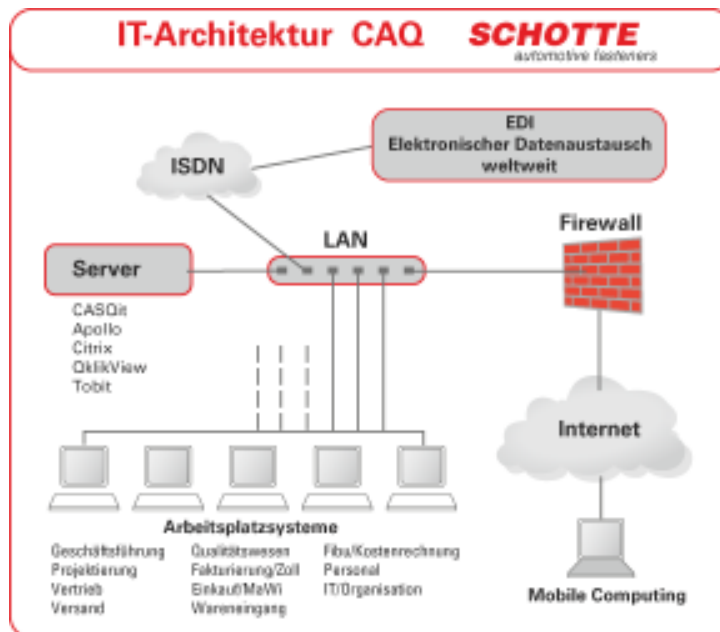 IT-Architektur CAQ
SCHOTTE
automotive fasteners
EDI
Elektronischer Datenaustausch
weltweit
ISDN
Firewall
LAN
Server
CASQit
Apollo
Citrix
QklikView
Tobit
Internet
Arbeitsplatzsysteme
Geschäftsführung
Projektierung
Vertrieb
Versand
Qualitätswesen
Fakturierung/Zoll
Einkauf/MaWi
Wareneingang
Fibu/Kostenrechnung
Personal
IT/Organisation
Mobile Computing